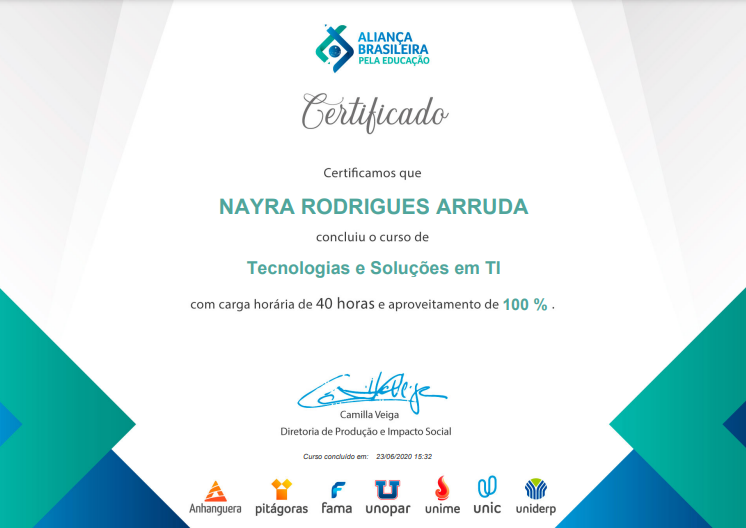 ALIANÇA
BRASILEIRA
PELA EDUCAÇÃO
Certificado
Certificamos que
NAYRA RODRIGUES ARRUDA
concluiu o curso de
Tecnologias e Soluções em TI
com carga horária de 40 horas e aproveitamento de 100 % .
Camilla Veiga
Diretoria de Produção e Impacto Social
Curso concluído em: 23/06/2020 15:32
Anhanguera pitágoras fama unopar unime unic uniderp